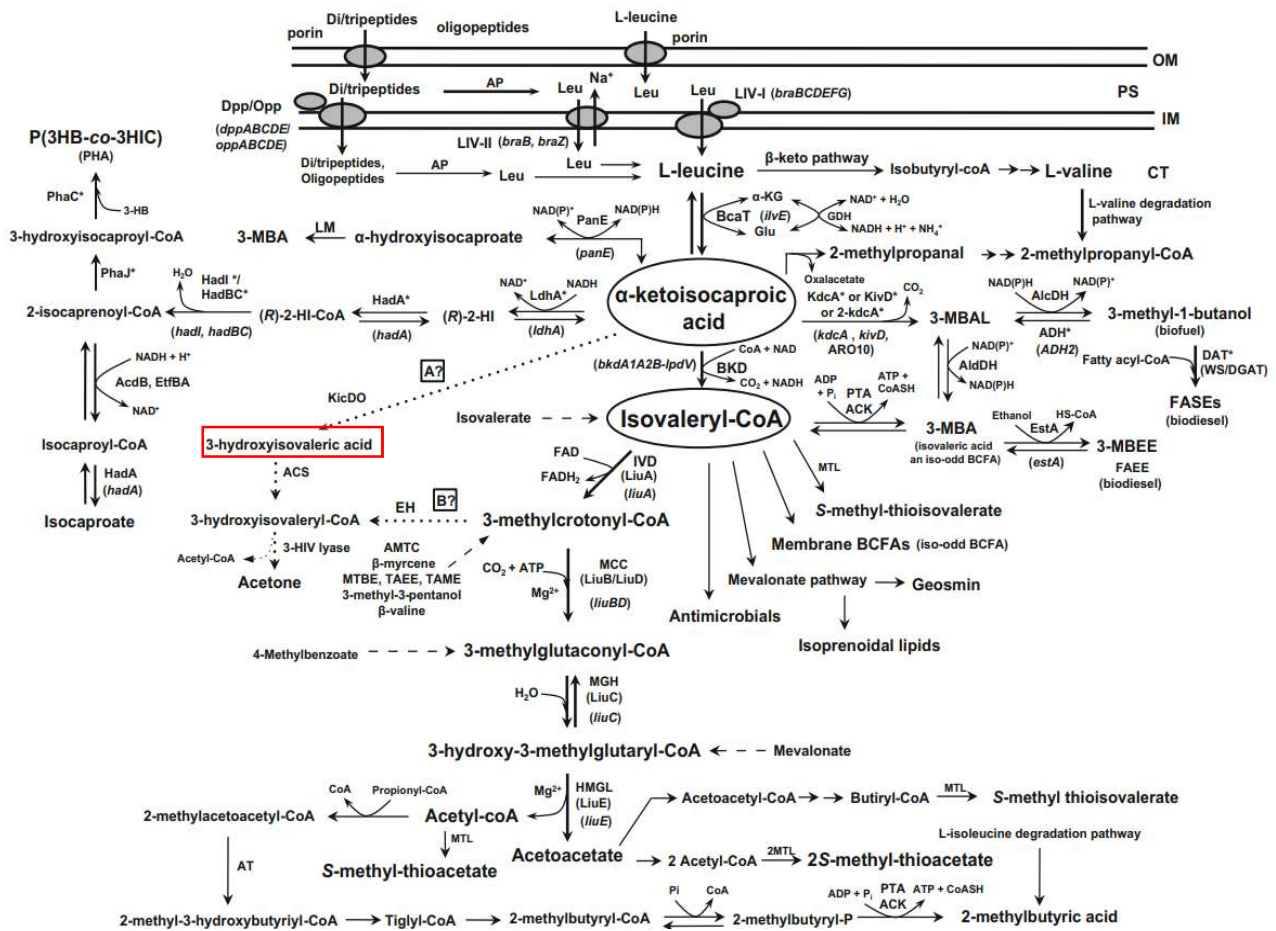 Di/tripeptides
oligopeptides
L-leucine
porin
porin
OM
Di/tripeptides
AP
Leu
Na⁺
Leu
Leu
LIV-I (braBCDEFG)
PS
Dpp/Opp
IM
(dppABCDE/
oppABCDE)
LIV-II (braB, braZ)
P(3HB-co-3HIC)
(PHA)
Di/tripeptides,
Oligopeptides
AP
Leu
Leu
L-leucine
β-keto pathway
Isobutyryl-coA
L-valine
CT
PhaC*
3-HB
α-KG
NAD⁺ + H₂O
BcaT (ilvE)
GDH
Glu
NADH + H⁺ + NH₄⁺
L-valine degradation
pathway
3-hydroxyisocaproyl-CoA
3-MBA
LM
α-hydroxyisocaproate
NAD(P)⁺
PanE
NAD(P)H
(panE)
2-methylpropanal
2-methylpropanyl-CoA
PhaJ*
H₂O
HadI */
HadBC*
Oxalacetate
α-ketoisocaproic
acid
KdcA* or KivD*
or 2-kdcA*
CO₂
NAD(P)H
AlcDH
NAD(P)⁺
2-isocaprenoyl-CoA
(hadI, hadBC)
(R)-2-HI-CoA
HadA*
(hadA)
(R)-2-HI
NAD⁺
LdhA*
NADH
(ldhA)
(kdcA , kivD,
ARO10)
3-MBAL
ADH*
(ADH2)
3-methyl-1-butanol
(biofuel)
NADH + H⁺
AcdB, EtfBA
NAD⁺
A?
KicDO
(bkdA1A2B-lpdV)
CoA + NAD
BKD
CO₂ + NADH
NAD(P)⁺
AldDH
NAD(P)H
Fatty acyl-CoA
DAT*
(WS/DGAT)
FASEs
(biodiesel)
Isovalerate
Isovaleryl-CoA
ADP
+ Pᵢ
PTA
ACK
ATP +
CoASH
3-MBA
(isovaleric acid
an iso-odd BCFA)
Ethanol
EstA
HS-CoA
(estA)
3-MBEE
FAEE
(biodiesel)
Isocaproyl-CoA
3-hydroxyisovaleric acid
HadA
(hadA)
Isocaproate
ACS
FAD
FADH₂
IVD
(LiuA)
(liuA)
MTL
S-methyl-thioisovalerate
3-hydroxyisovaleryl-CoA
EH
B?
3-methylcrotonyl-CoA
Membrane BCFAs (iso-odd BCFA)
Acetyl-CoA
3-HIV lyase
Acetone
AMTC
β-myrcene
MTBE, TAEE, TAME
3-methyl-3-pentanol
β-valine
CO₂ + ATP
Mg²⁺
MCC
(LiuB/LiuD)
(liuBD)
Mevalonate pathway
Geosmin
Antimicrobials
Isoprenoidal lipids
4-Methylbenzoate
3-methylglutaconyl-CoA
H₂O
MGH
(LiuC)
(liuC)
3-hydroxy-3-methylglutaryl-CoA
Mevalonate
CoA
Propionyl-CoA
Mg²⁺
HMGL
(LiuE)
(liuE)
2-methylacetoacetyl-CoA
Acetyl-coA
Acetoacetyl-CoA
Butiryl-CoA
MTL
S-methyl thioisovalerate
MTL
Acetoacetate
L-isoleucine degradation pathway
AT
S-methyl-thioacetate
2 Acetyl-CoA
2MTL
2S-methyl-thioacetate
Pi
CoA
ADP + Pᵢ
PTA
ACK
ATP + CoASH
2-methyl-3-hydroxybutyriyl-CoA
Tiglyl-CoA
2-methylbutyryl-CoA
2-methylbutyryl-P
2-methylbutyric acid